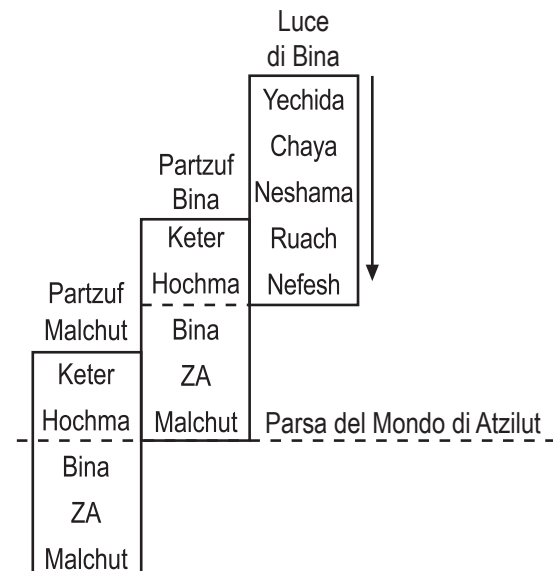 Luce
di Bina
Yechida
Chaya
Neshama
Ruach
Nefesh
Partzuf
Bina
Keter
Hochma
Bina
ZA
Malchut
Parsa del Mondo di Atzilut
Partzuf
Malchut
Keter
Hochma
Bina
ZA
Malchut